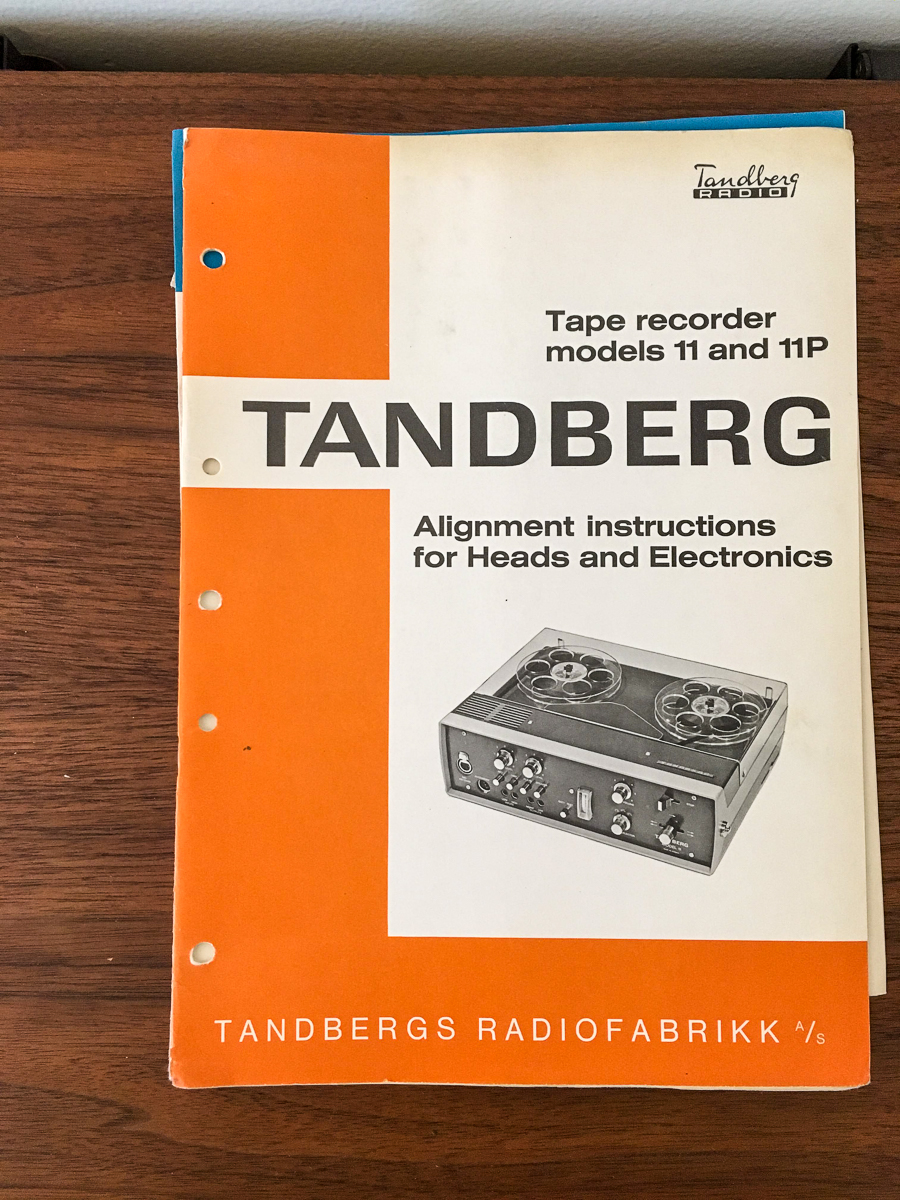 Tandberg
RADIO
Tape recorder
models 11 and 11P
TANDBERG
Alignment instructions
for Heads and Electronics
TANDBERGS RADIOFABRIKK A/S